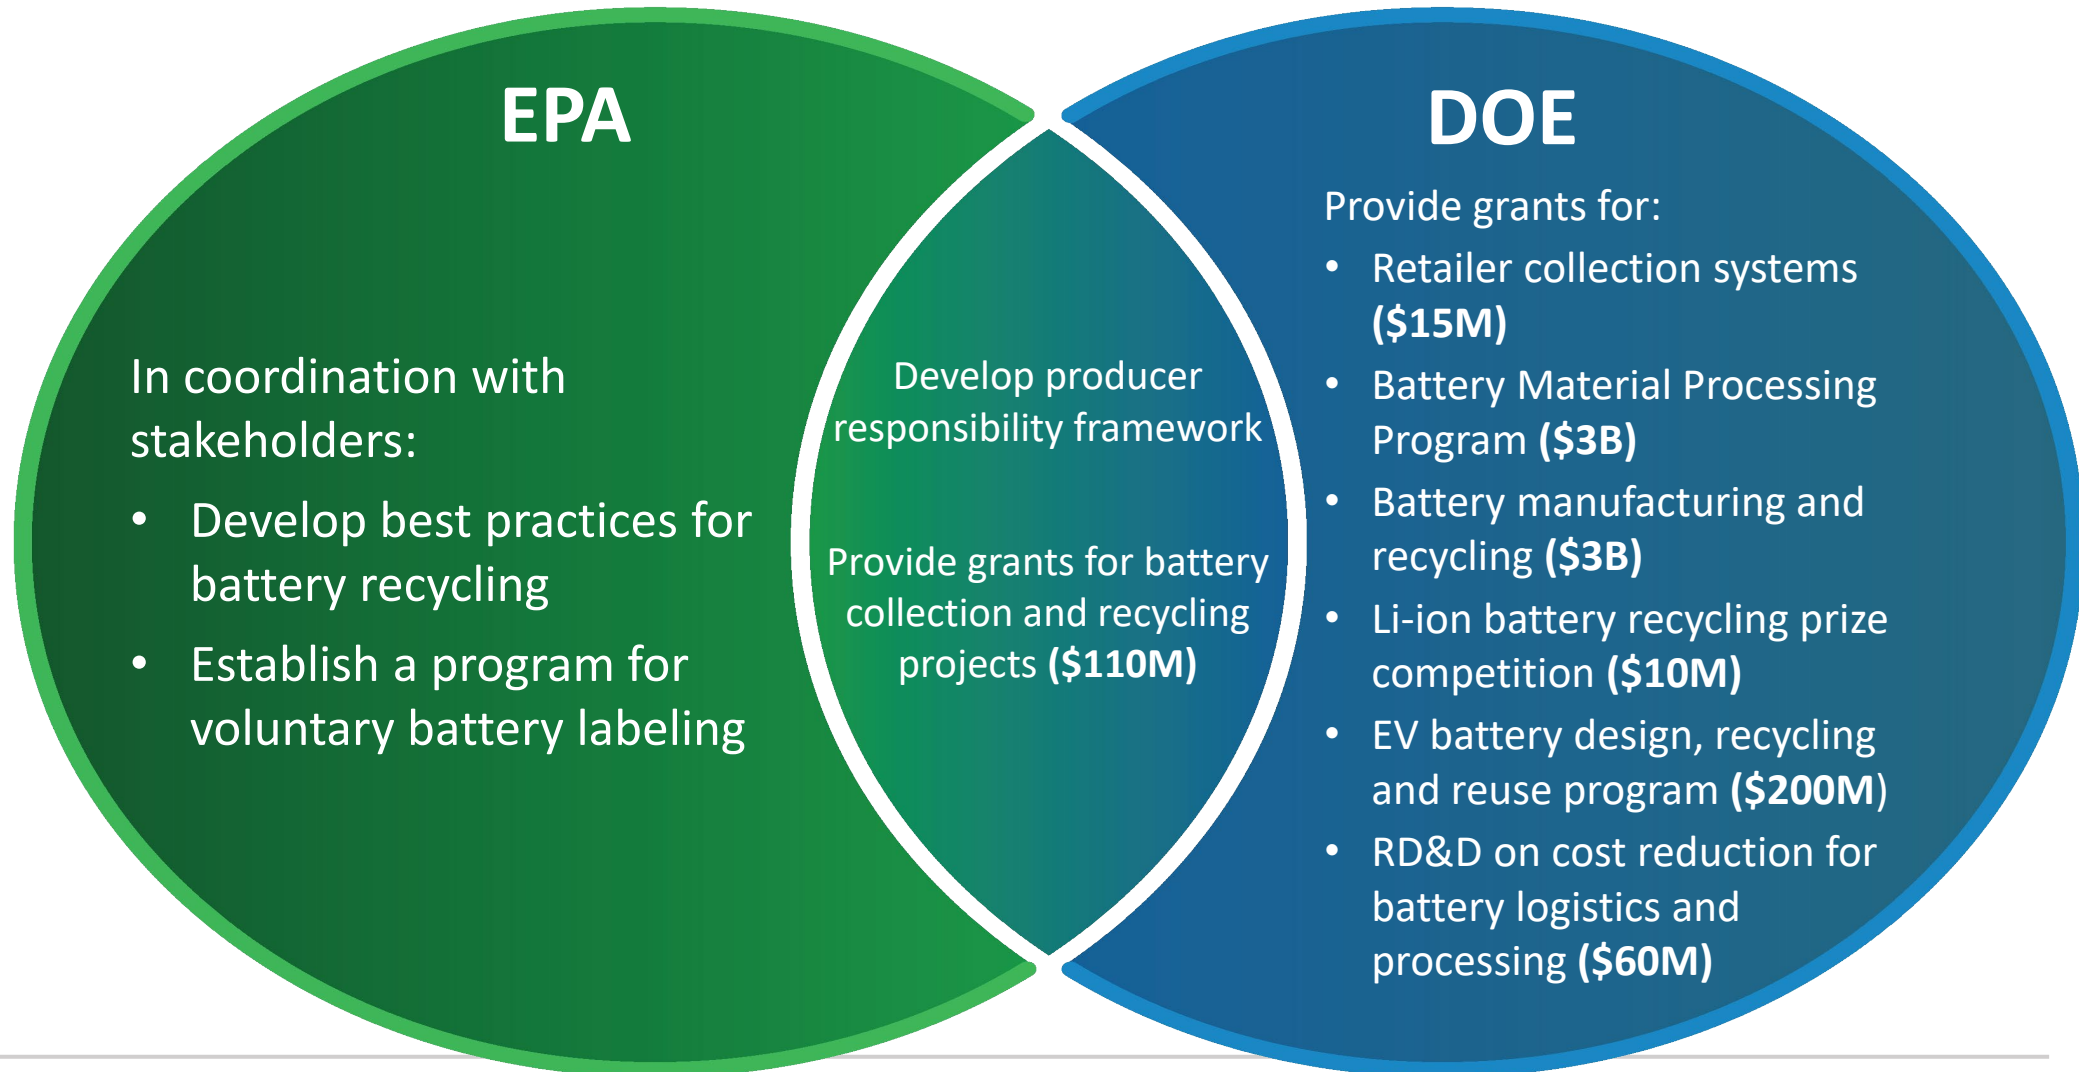 EPA
In coordination with
stakeholders:
• Develop best practices for
battery recycling
• Establish a program for
voluntary battery labeling
Develop producer
responsibility framework
Provide grants for battery
collection and recycling
projects ($110M)
DOE
Provide grants for:
• Retailer collection systems
($15M)
• Battery Material Processing
Program ($3B)
• Battery manufacturing and
recycling ($3B)
• Li-ion battery recycling prize
competition ($10M)
• EV battery design, recycling
and reuse program ($200M)
• RD&D on cost reduction for
battery logistics and
processing ($60M)